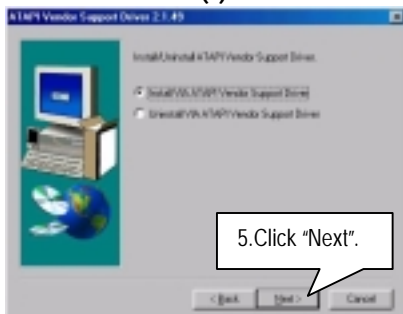 ATAPI Vendor Support Driver 2.1.49
Install/Uninstall ATAPI Vendor Support Driver.
Install VIA ATAPI Vendor Support Driver
Uninstall VIA ATAPI Vendor Support Driver
5.Click “Next”.
< Back
Next >
Cancel